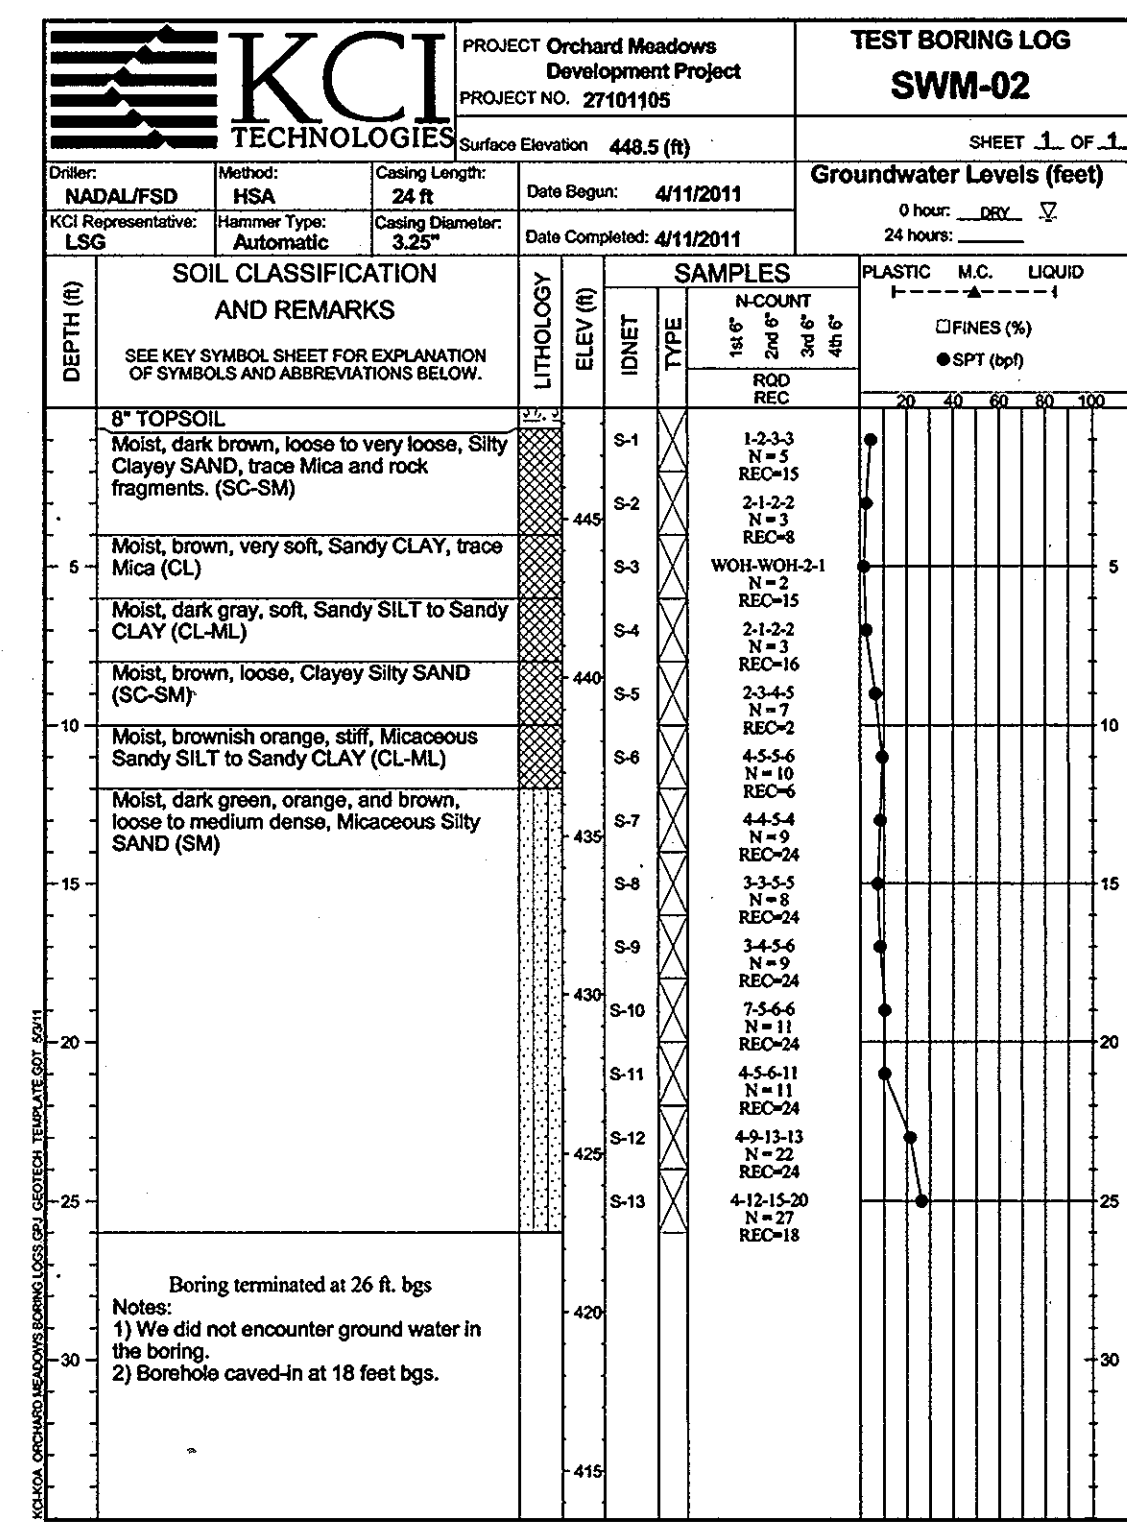 KCI
TECHNOLOGIES
PROJECT Orchard Meadows
Development Project
PROJECT NO. 27101105
Surface Elevation 448.5 (ft)
TEST BORING LOG
SWM-02
SHEET 1 OF 1
Driller:
NADAL/FSD
Method:
HSA
Casing Length:
24 ft
Date Begun: 4/11/2011
KCI Representative:
LSG
Hammer Type:
Automatic
Casing Diameter:
3.25"
Date Completed: 4/11/2011
Groundwater Levels (feet)
0 hour: DRY
24 hours:
DEPTH (ft)
SOIL CLASSIFICATION
AND REMARKS
SEE KEY SYMBOL SHEET FOR EXPLANATION
OF SYMBOLS AND ABBREVIATIONS BELOW.
LITHOLOGY
ELEV (ft)
SAMPLES
IDNET
TYPE
N-COUNT
1st 6"
2nd 6"
3rd 6"
4th 6"
RQD
REC
PLASTIC M.C. LIQUID
FINES (%)
SPT (bpf)
20 40 60 80 100
8" TOPSOIL
Moist, dark brown, loose to very loose, Silty
Clayey SAND, trace Mica and rock
fragments. (SC-SM)
S-1
1-2-3-3
N = 5
REC=15
S-2
2-1-2-2
N = 3
REC=8
445
Moist, brown, very soft, Sandy CLAY, trace
Mica (CL)
5
S-3
WOH-WOH-2-1
N = 2
REC=15
5
Moist, dark gray, soft, Sandy SILT to Sandy
CLAY (CL-ML)
S-4
2-1-2-2
N = 3
REC=16
Moist, brown, loose, Clayey Silty SAND
(SC-SM)
440
S-5
2-3-4-5
N = 7
REC=2
10
10
Moist, brownish orange, stiff, Micaceous
Sandy SILT to Sandy CLAY (CL-ML)
S-6
4-5-5-6
N = 10
REC=6
Moist, dark green, orange, and brown,
loose to medium dense, Micaceous Silty
SAND (SM)
435
S-7
4-4-5-4
N = 9
REC=24
15
S-8
3-3-5-5
N = 8
REC=24
15
S-9
3-4-5-6
N = 9
REC=24
430
S-10
7-5-6-6
N = 11
REC=24
20
20
S-11
4-5-6-11
N = 11
REC=24
S-12
4-9-13-13
N = 22
REC=24
425
25
S-13
4-12-15-20
N = 27
REC=18
25
Boring terminated at 26 ft. bgs
Notes:
1) We did not encounter ground water in
the boring.
2) Borehole caved-in at 18 feet bgs.
420
30
30
415
KCI-KOA ORCHARD MEADOWS BORING LOGS.GPJ GEOTECH TEMPLATE.GDT 5/3/11